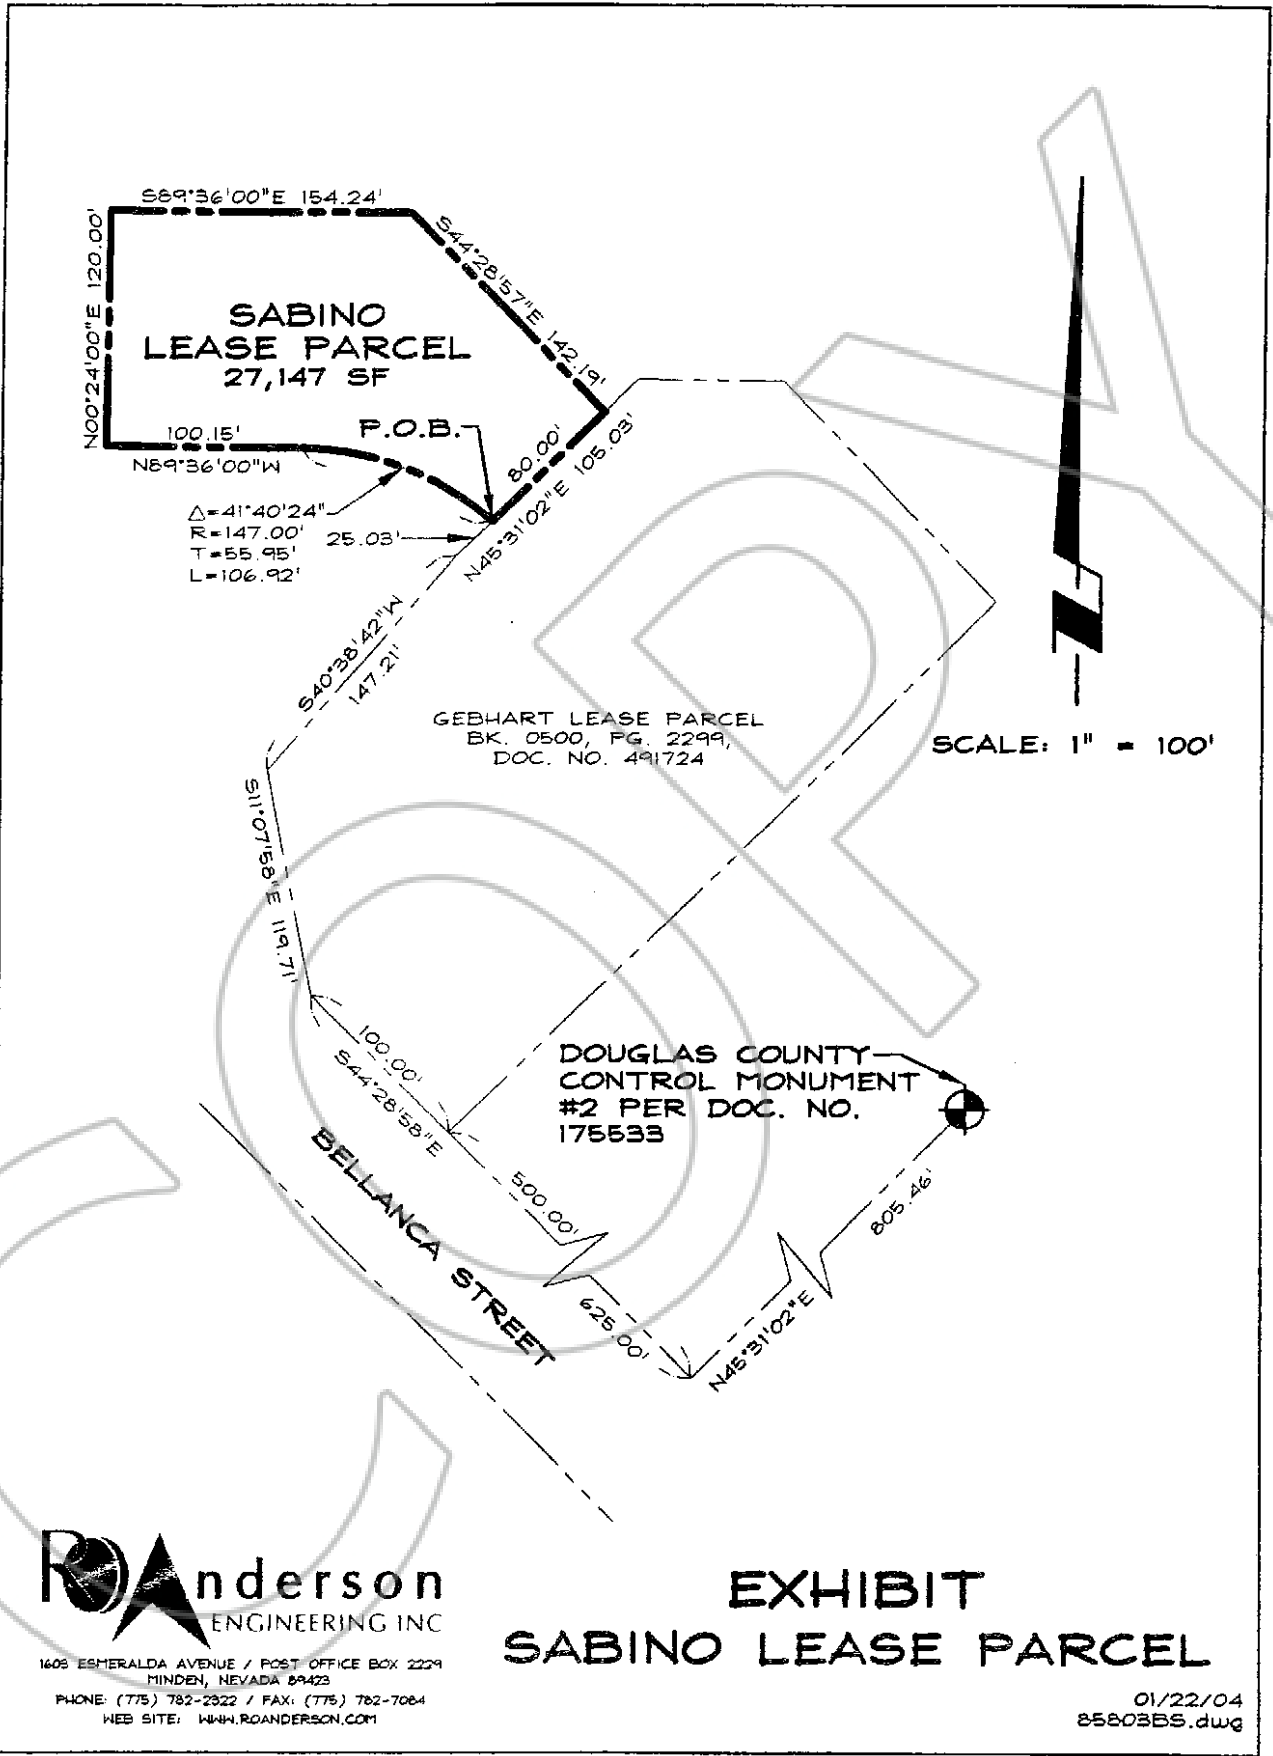 S89°36'00"E 154.24'
N00°24'00"E 120.00'
S44°28'57"E 142.19'
SABINO
LEASE PARCEL
27,147 SF
100.15'
N89°36'00"W
P.O.B.
80.00'
N45°31'02"E 105.03'
Δ=41°40'24"
R=147.00'
T=55.95'
L=106.92'
25.03'
S40°38'42"W
147.21'
GEBHART LEASE PARCEL
BK. 0500, PG. 2299,
DOC. NO. 491724
SCALE: 1" = 100'
S11°07'58"E 119.71'
100.00'
S44°28'58"E
DOUGLAS COUNTY
CONTROL MONUMENT
#2 PER DOC. NO.
175533
BELLANCA STREET
500.00'
625.00'
805.46'
N45°31'02"E
COPY
ROAnderson
ENGINEERING INC
1603 ESMERALDA AVENUE / POST OFFICE BOX 2229
MINDEN, NEVADA 89423
PHONE: (775) 782-2322 / FAX: (775) 782-7084
WEB SITE: WWW.ROANDERSON.COM
EXHIBIT
SABINO LEASE PARCEL
01/22/04
85803BS.dwg